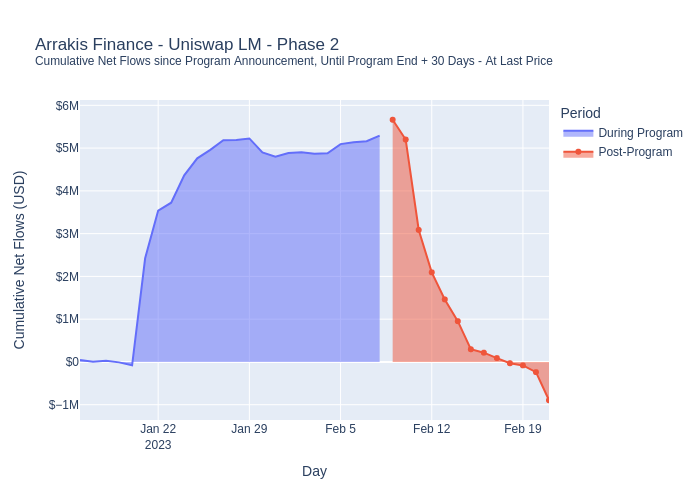 Arrakis Finance - Uniswap LM - Phase 2
Cumulative Net Flows since Program Announcement, Until Program End + 30 Days - At Last Price
Period
During Program
Post-Program
Cumulative Net Flows (USD)
$6M
$5M
$4M
$3M
$2M
$1M
$0
$−1M
Jan 22
2023
Jan 29
Feb 5
Feb 12
Feb 19
Day